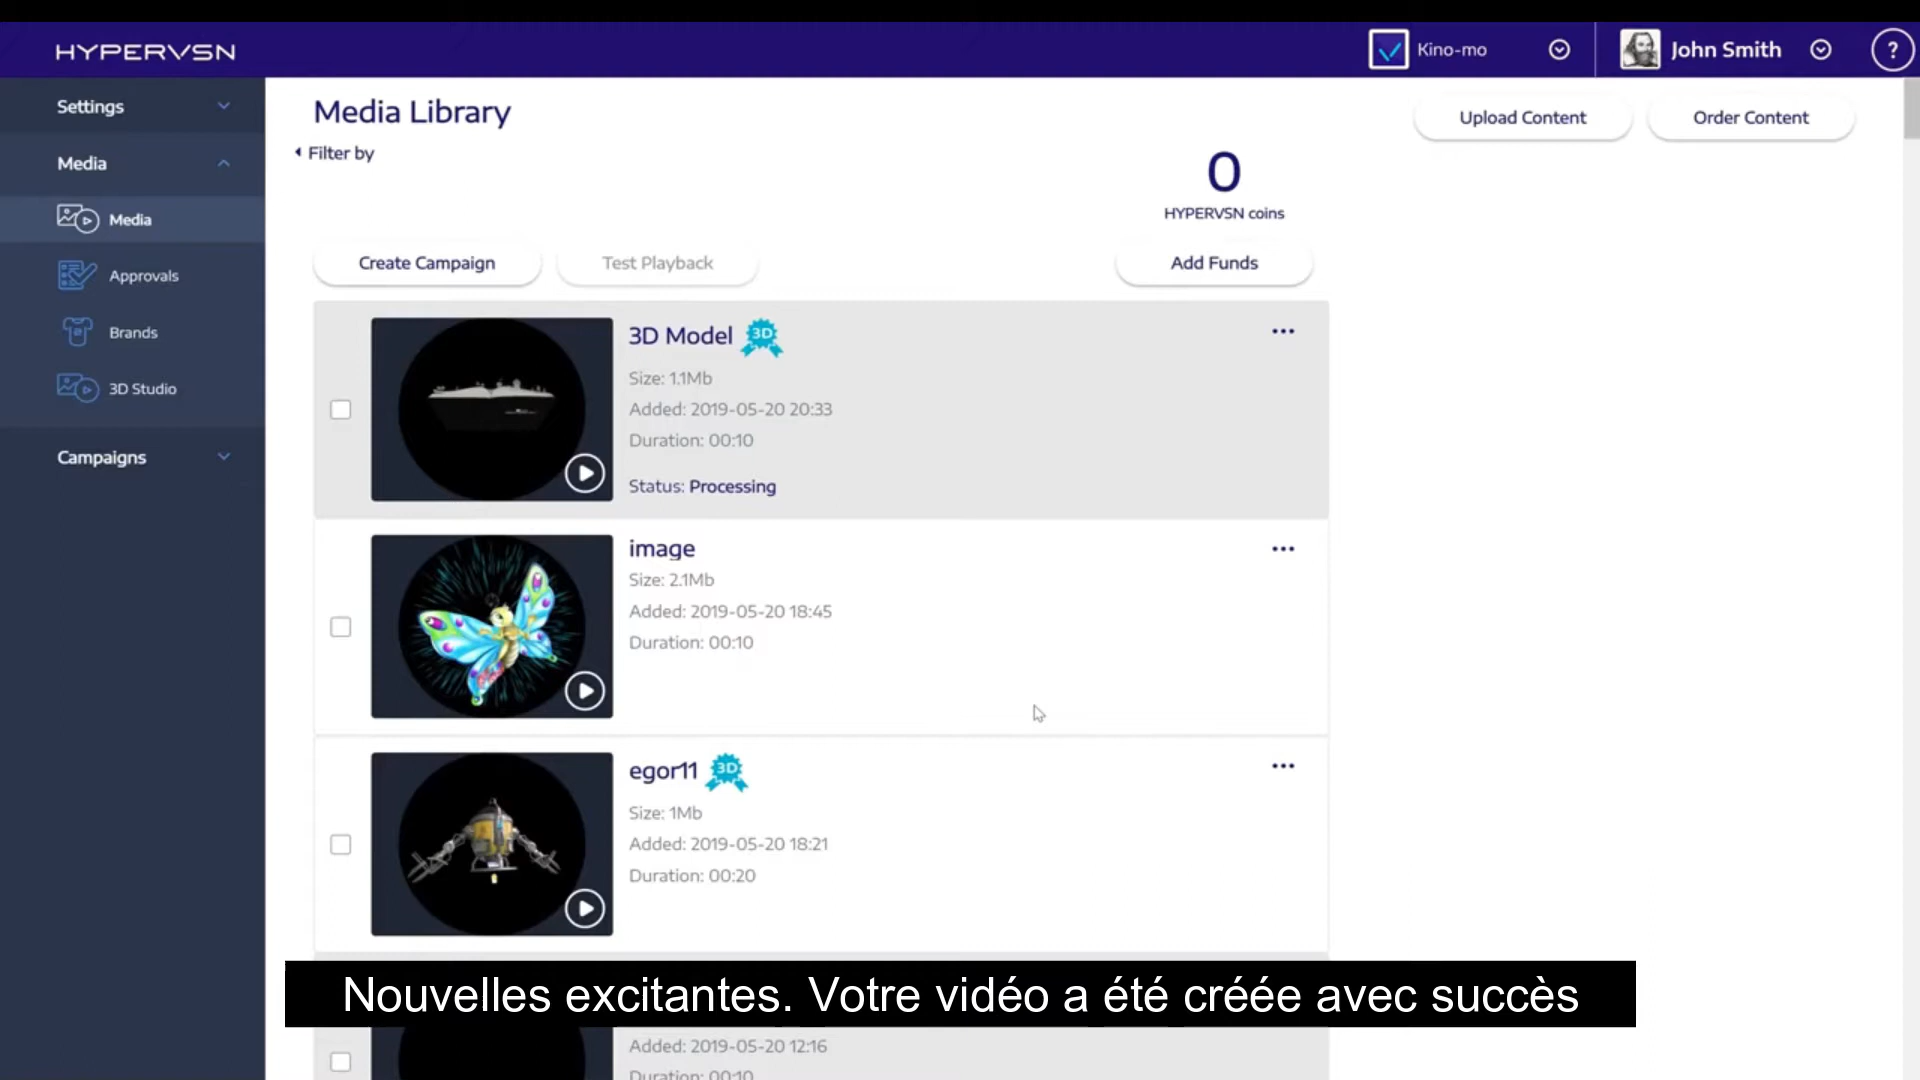 HYPERVSN
Kino-mo
John Smith
?
Settings
Media
Media
Approvals
Brands
3D Studio
Campaigns
Media Library
Filter by
Upload Content
Order Content
0
HYPERVSN coins
Create Campaign
Test Playback
Add Funds
3D Model
3D
Size: 1.1Mb
Added: 2019-05-20 20:33
Duration: 00:10
Status: Processing
image
Size: 2.1Mb
Added: 2019-05-20 18:45
Duration: 00:10
egor11
3D
Size: 1Mb
Added: 2019-05-20 18:21
Duration: 00:20
Nouvelles excitantes. Votre vidéo a été créée avec succès
Added: 2019-05-20 12:16
Duration: 00:10